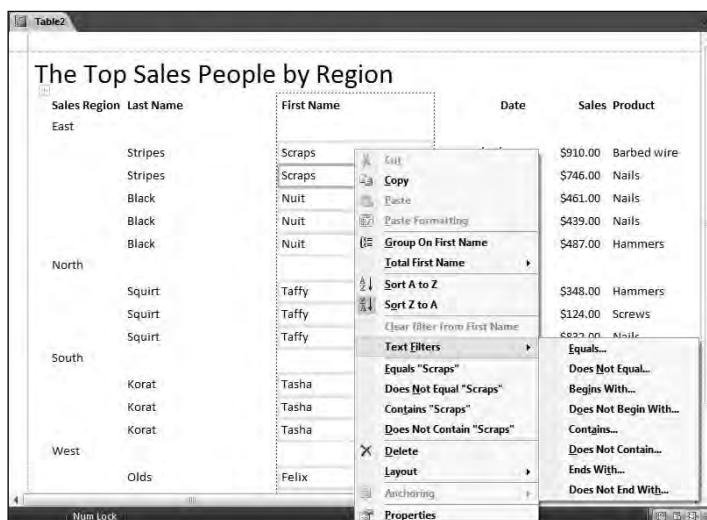 Table2
The Top Sales People by Region
Sales Region Last Name First Name Date Sales Product
East
Stripes Scraps $910.00 Barbed wire
Stripes Scraps $746.00 Nails
Black Nuit $461.00 Nails
Black Nuit $439.00 Nails
Black Nuit $487.00 Hammers
North
Squirt Taffy $348.00 Hammers
Squirt Taffy $124.00 Screws
Squirt Taffy $832.00 Nails
South
Korat Tasha
Korat Tasha
Korat Tasha
West
Olds Felix
Cut
Copy
Paste
Paste Formatting
Group On First Name
Total First Name
Sort A to Z
Sort Z to A
Clear filter from First Name
Text Filters
Equals "Scraps"
Does Not Equal "Scraps"
Contains "Scraps"
Does Not Contain "Scraps"
Delete
Layout
Anchoring
Properties
Equals...
Does Not Equal...
Begins With...
Does Not Begin With...
Contains...
Does Not Contain...
Ends With...
Does Not End With...
Num Lock